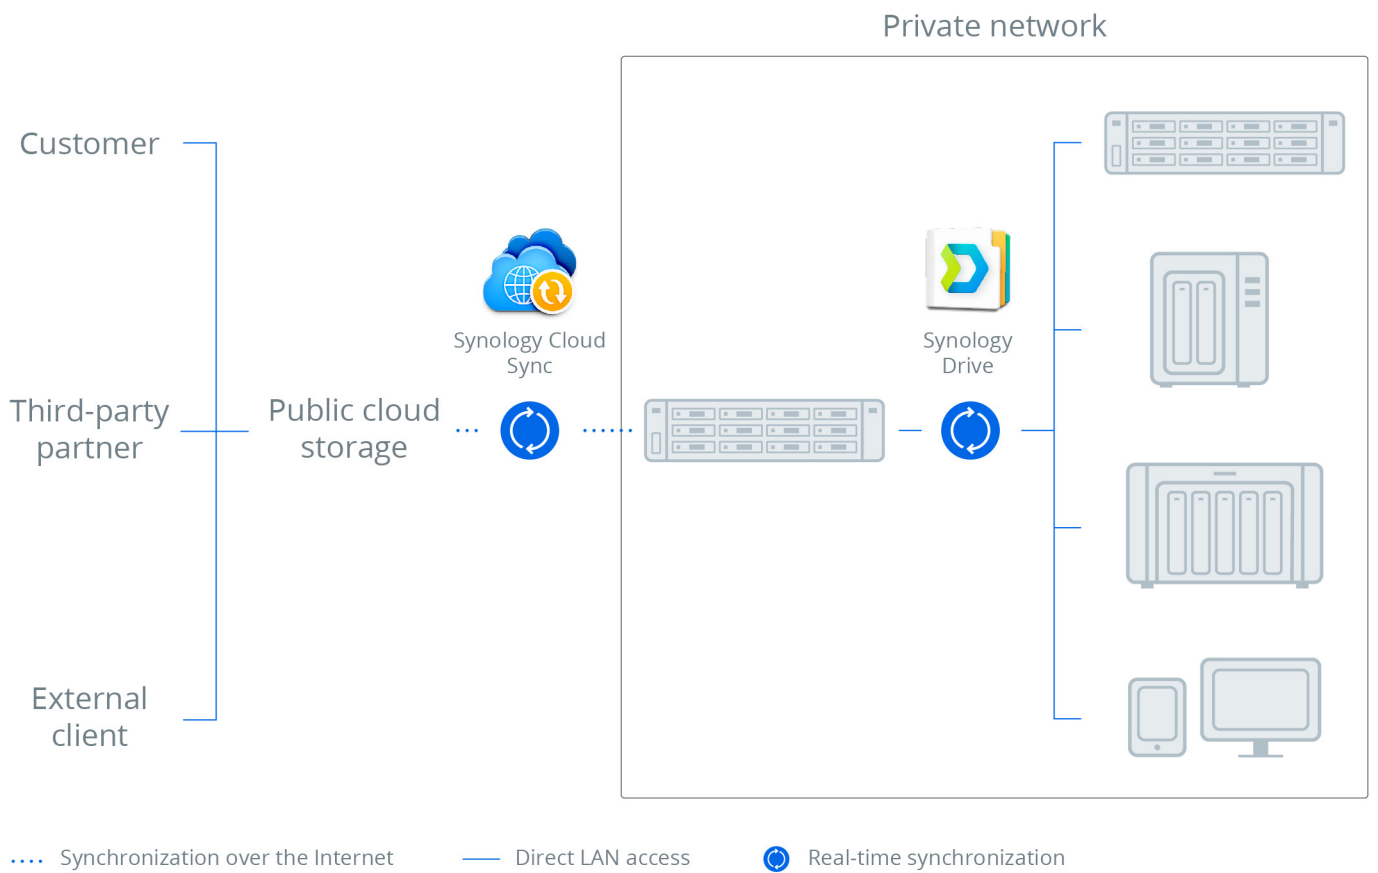 Private network
Customer
Synology Cloud
Sync
Synology
Drive
Third-party
partner
Public cloud
storage
External
client
Synchronization over the Internet
Direct LAN access
Real-time synchronization